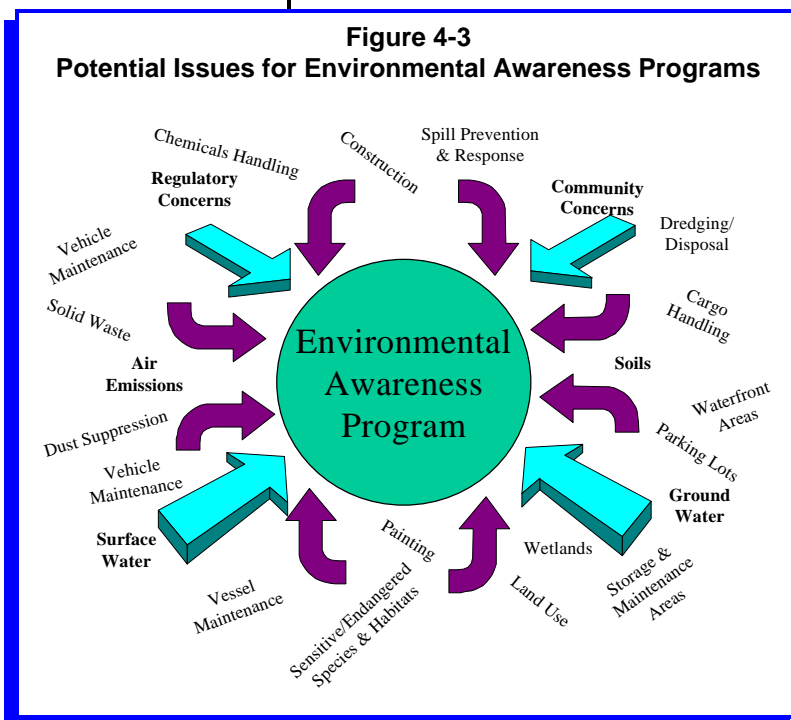 Figure 4-3
Potential Issues for Environmental Awareness Programs
Chemicals Handling
Construction
Spill Prevention
& Response
Regulatory
Concerns
Community
Concerns
Vehicle
Maintenance
Dredging/
Disposal
Solid Waste
Cargo
Handling
Environmental
Awareness
Program
Air
Emissions
Soils
Waterfront
Areas
Dust Suppression
Parking Lots
Vehicle
Maintenance
Ground
Water
Surface
Water
Painting
Wetlands
Storage &
Maintenance
Areas
Vessel
Maintenance
Sensitive/Endangered
Species & Habitats
Land Use